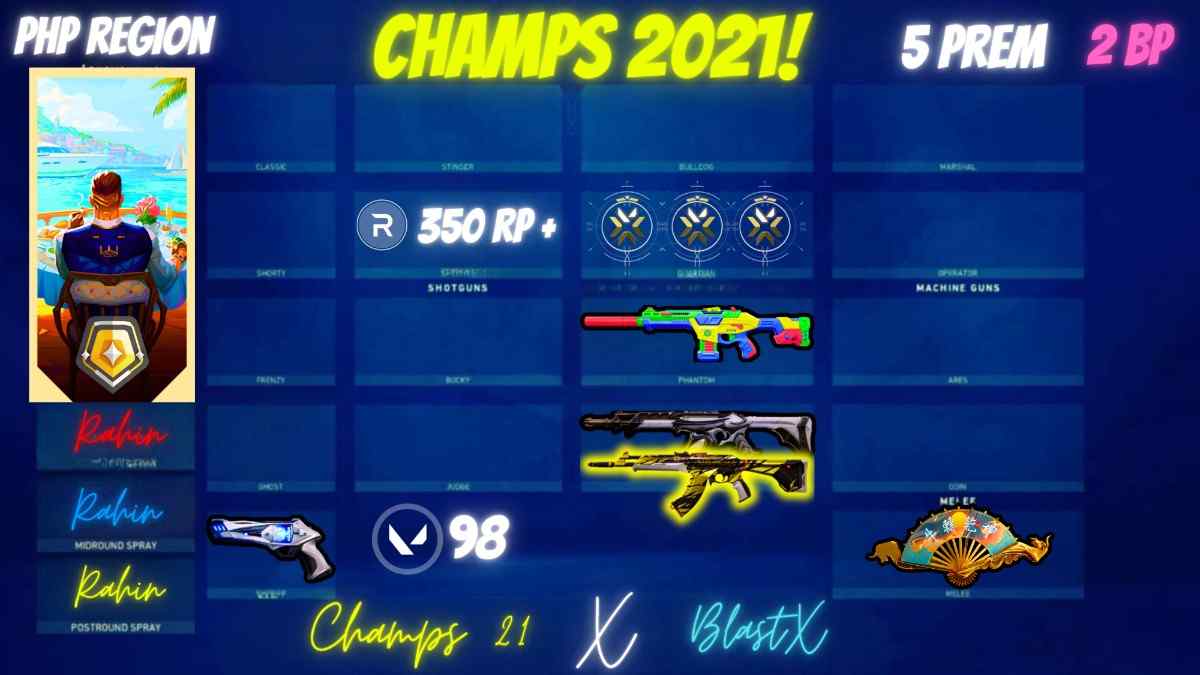 PHP REGION
CHAMPS 2021!
5 PREM
2 BP
CLASSIC
STINGER
BULLDOG
MARSHAL
R 350 RP +
SHORTY
GUARDIAN
OPERATOR
SHOTGUNS
MACHINE GUNS
FRENZY
BUCKY
PHANTOM
ARES
Rahin
GHOST
JUDGE
ODIN
MELEE
Rahin
MIDROUND SPRAY
98
Rahin
POSTROUND SPRAY
MELEE
Champs 21 X BlastX